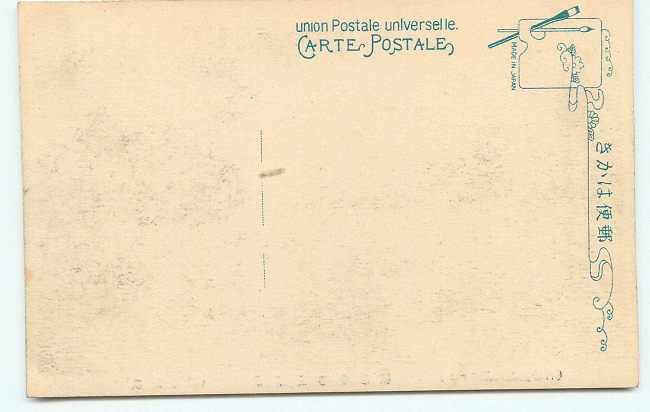 union Postale universelle.
CARTE POSTALE
MADE IN JAPAN
きかは便郵